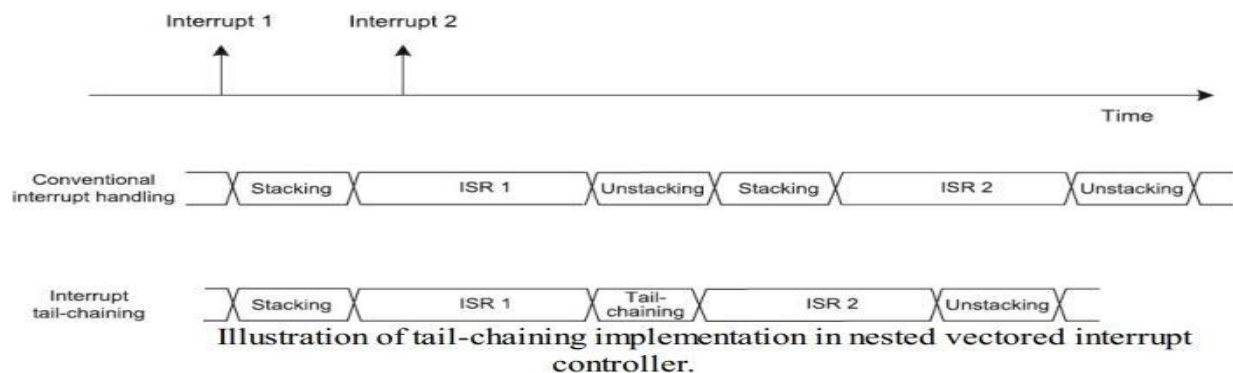 Interrupt 1 Interrupt 2
Time
Conventional
interrupt handling
Stacking ISR 1 Unstacking Stacking ISR 2 Unstacking
Interrupt
tail-chaining
Stacking ISR 1 Tail-
chaining ISR 2 Unstacking
Illustration of tail-chaining implementation in nested vectored interrupt
controller.